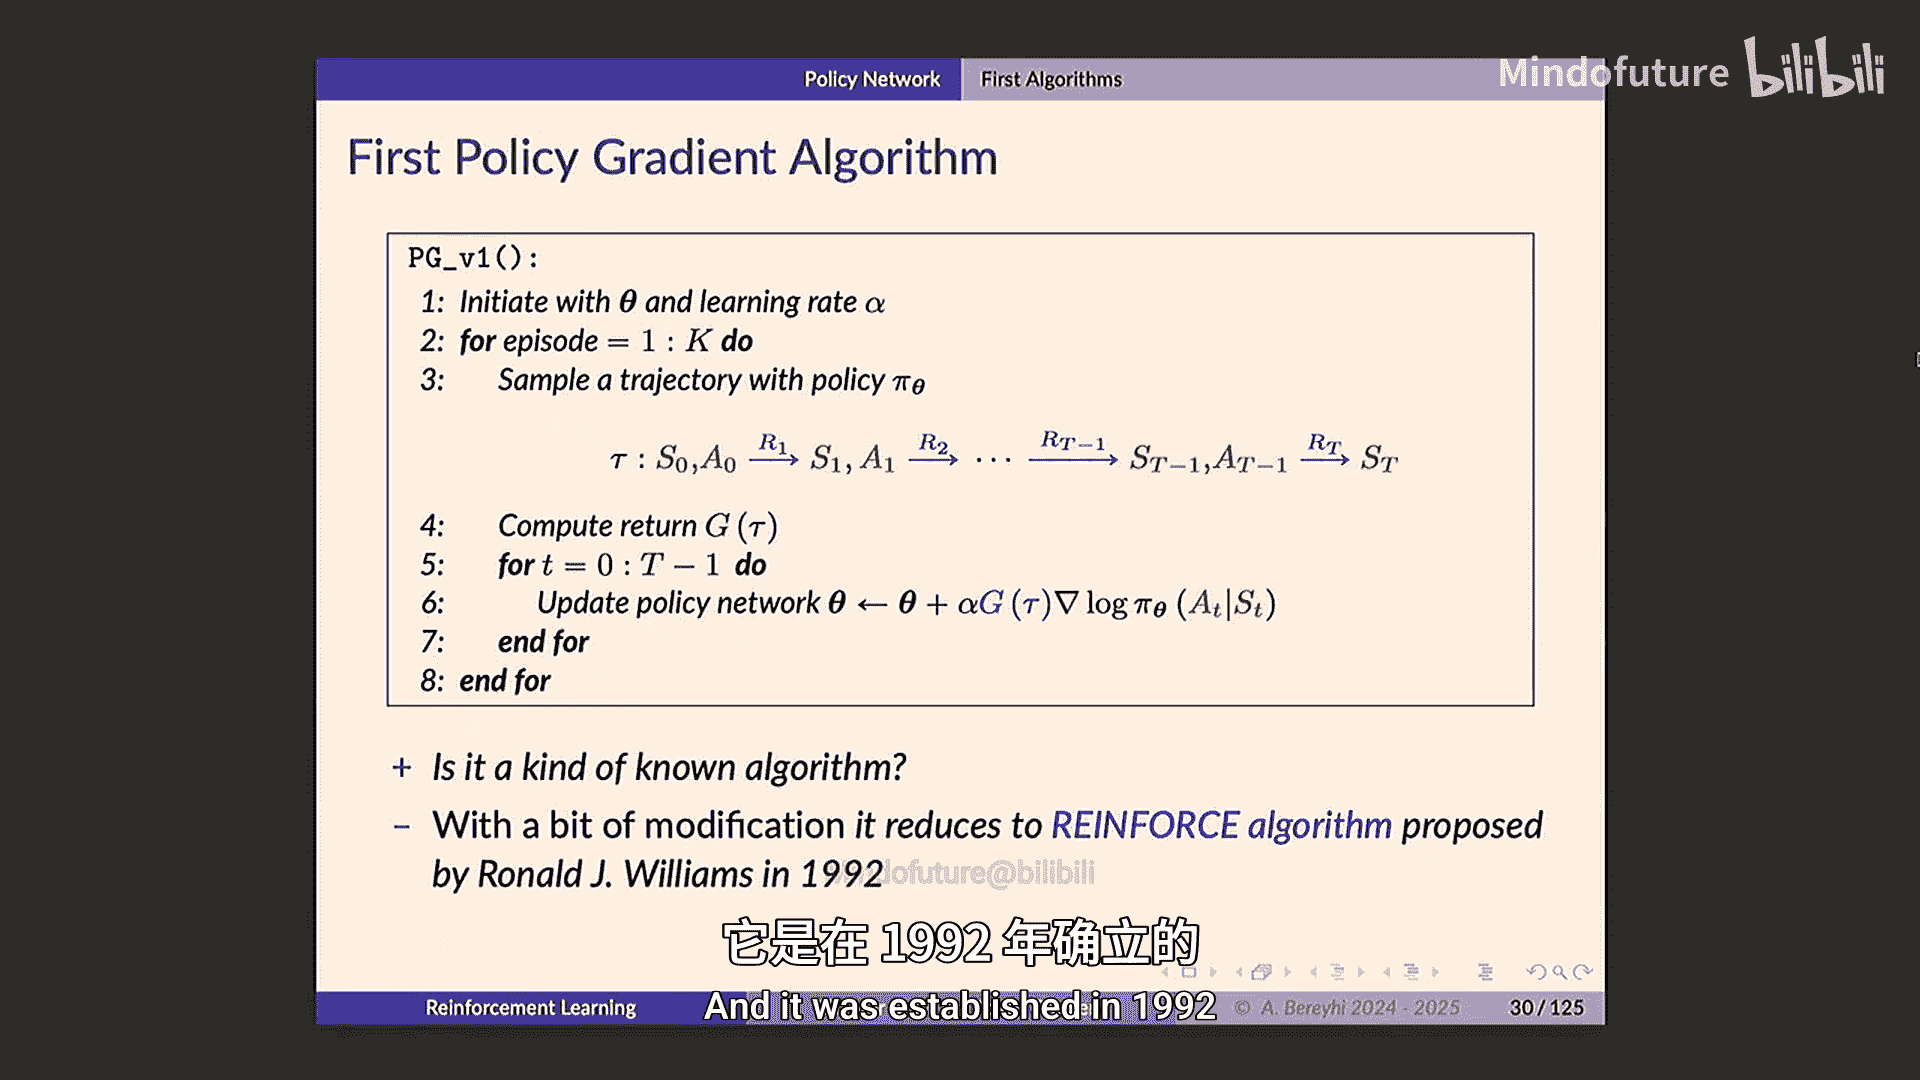 Policy Network First Algorithms
Mindofuture bilibili
First Policy Gradient Algorithm
PG_v1():
1: Initiate with θ and learning rate α
2: for episode = 1 : K do
3: Sample a trajectory with policy π_θ
τ : S_0, A_0 —R_1→ S_1, A_1 —R_2→ ⋯ —R_{T−1}→ S_{T−1}, A_{T−1} —R_T→ S_T
4: Compute return G (τ)
5: for t = 0 : T − 1 do
6: Update policy network θ ← θ + αG (τ)∇ log π_θ (A_t|S_t)
7: end for
8: end for
+ Is it a kind of known algorithm?
– With a bit of modification it reduces to REINFORCE algorithm proposed
by Ronald J. Williams in 1992
Mindofuture@bilibili
它是在 1992 年确立的
And it was established in 1992
Reinforcement Learning © A. Bereyhi 2024 - 2025 30 / 125